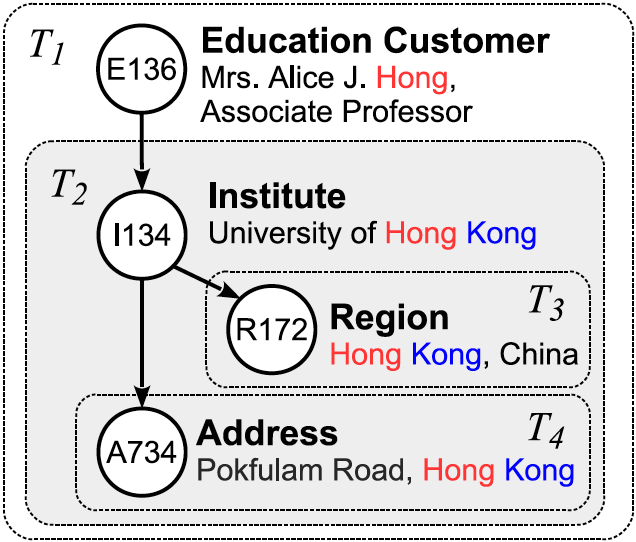 T1
E136
Education Customer
Mrs. Alice J. Hong,
Associate Professor
T2
I134
Institute
University of Hong Kong
R172
Region
T3
Hong Kong, China
A734
Address
T4
Pokfulam Road, Hong Kong